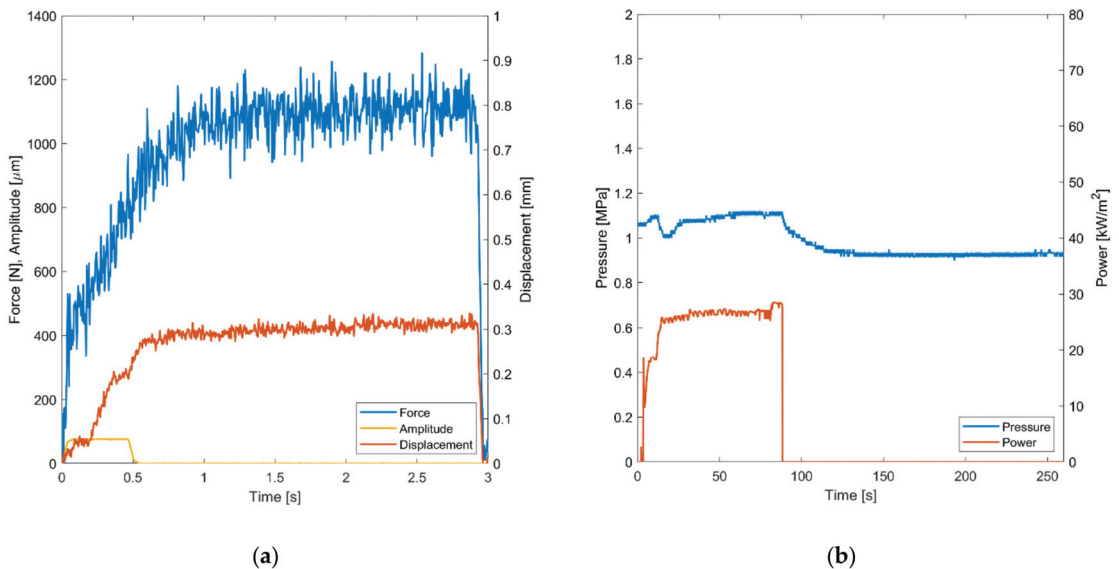 1400
1200
1000
800
600
400
200
0
Force [N], Amplitude [µm]
1
0.9
0.8
0.7
0.6
0.5
0.4
0.3
0.2
0.1
0
Displacement [mm]
Force
Amplitude
Displacement
0 0.5 1 1.5 2 2.5 3
Time [s]
(a)
2
1.8
1.6
1.4
1.2
1
0.8
0.6
0.4
0.2
0
Pressure [MPa]
80
70
60
50
40
30
20
10
0
Power [kW/m²]
Pressure
Power
0 50 100 150 200 250
Time [s]
(b)